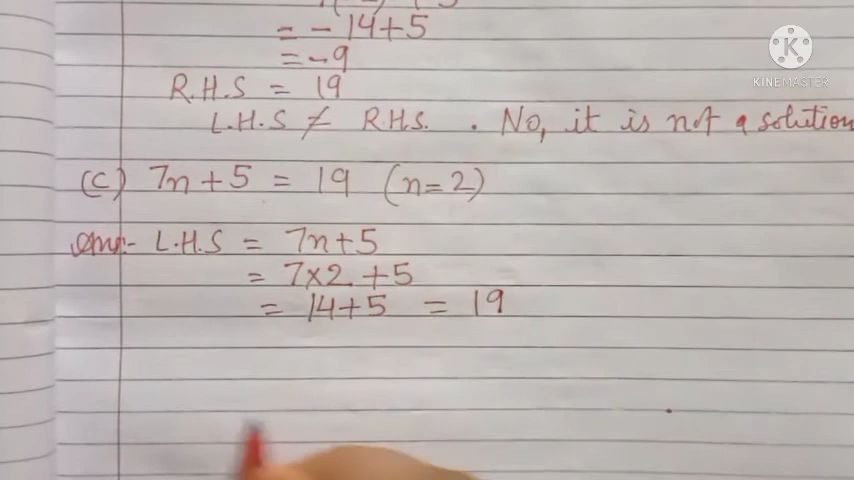 = - 14+5
= -9
R.H.S = 19
L.H.S ≠ R.H.S. . No, it is not a solution
(c) 7n+5 = 19 (n=2)
Ans:- L.H.S = 7n+5
= 7×2 +5
= 14+5 = 19
K
KINEMASTER